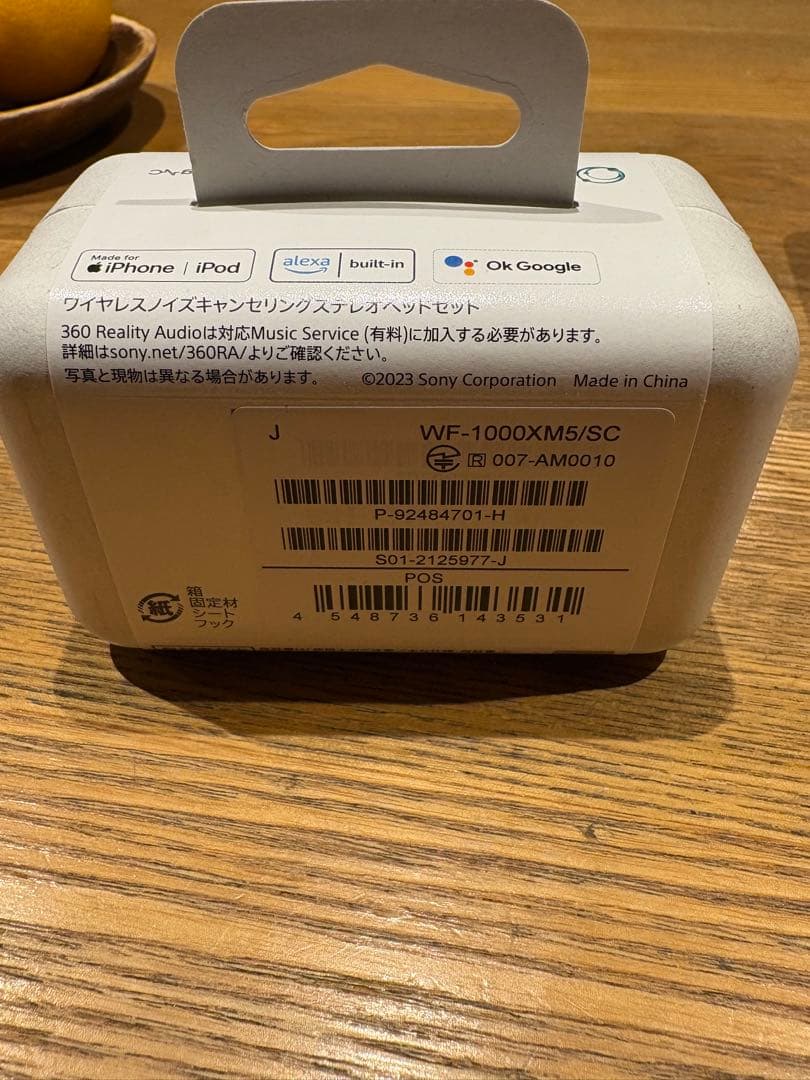 Made for
iPhone | iPod
alexa | built-in
Ok Google
ワイヤレスノイズキャンセリングステレオヘッドセット
360 Reality Audioは対応Music Service (有料)に加入する必要があります。
詳細はsony.net/360RA/よりご確認ください。
写真と現物は異なる場合があります。 ©2023 Sony Corporation Made in China
J WF-1000XM5/SC
R 007-AM0010
P-92484701-H
S01-2125977-J
POS
4 548736 143531
紙
箱
固定材
シート
フック